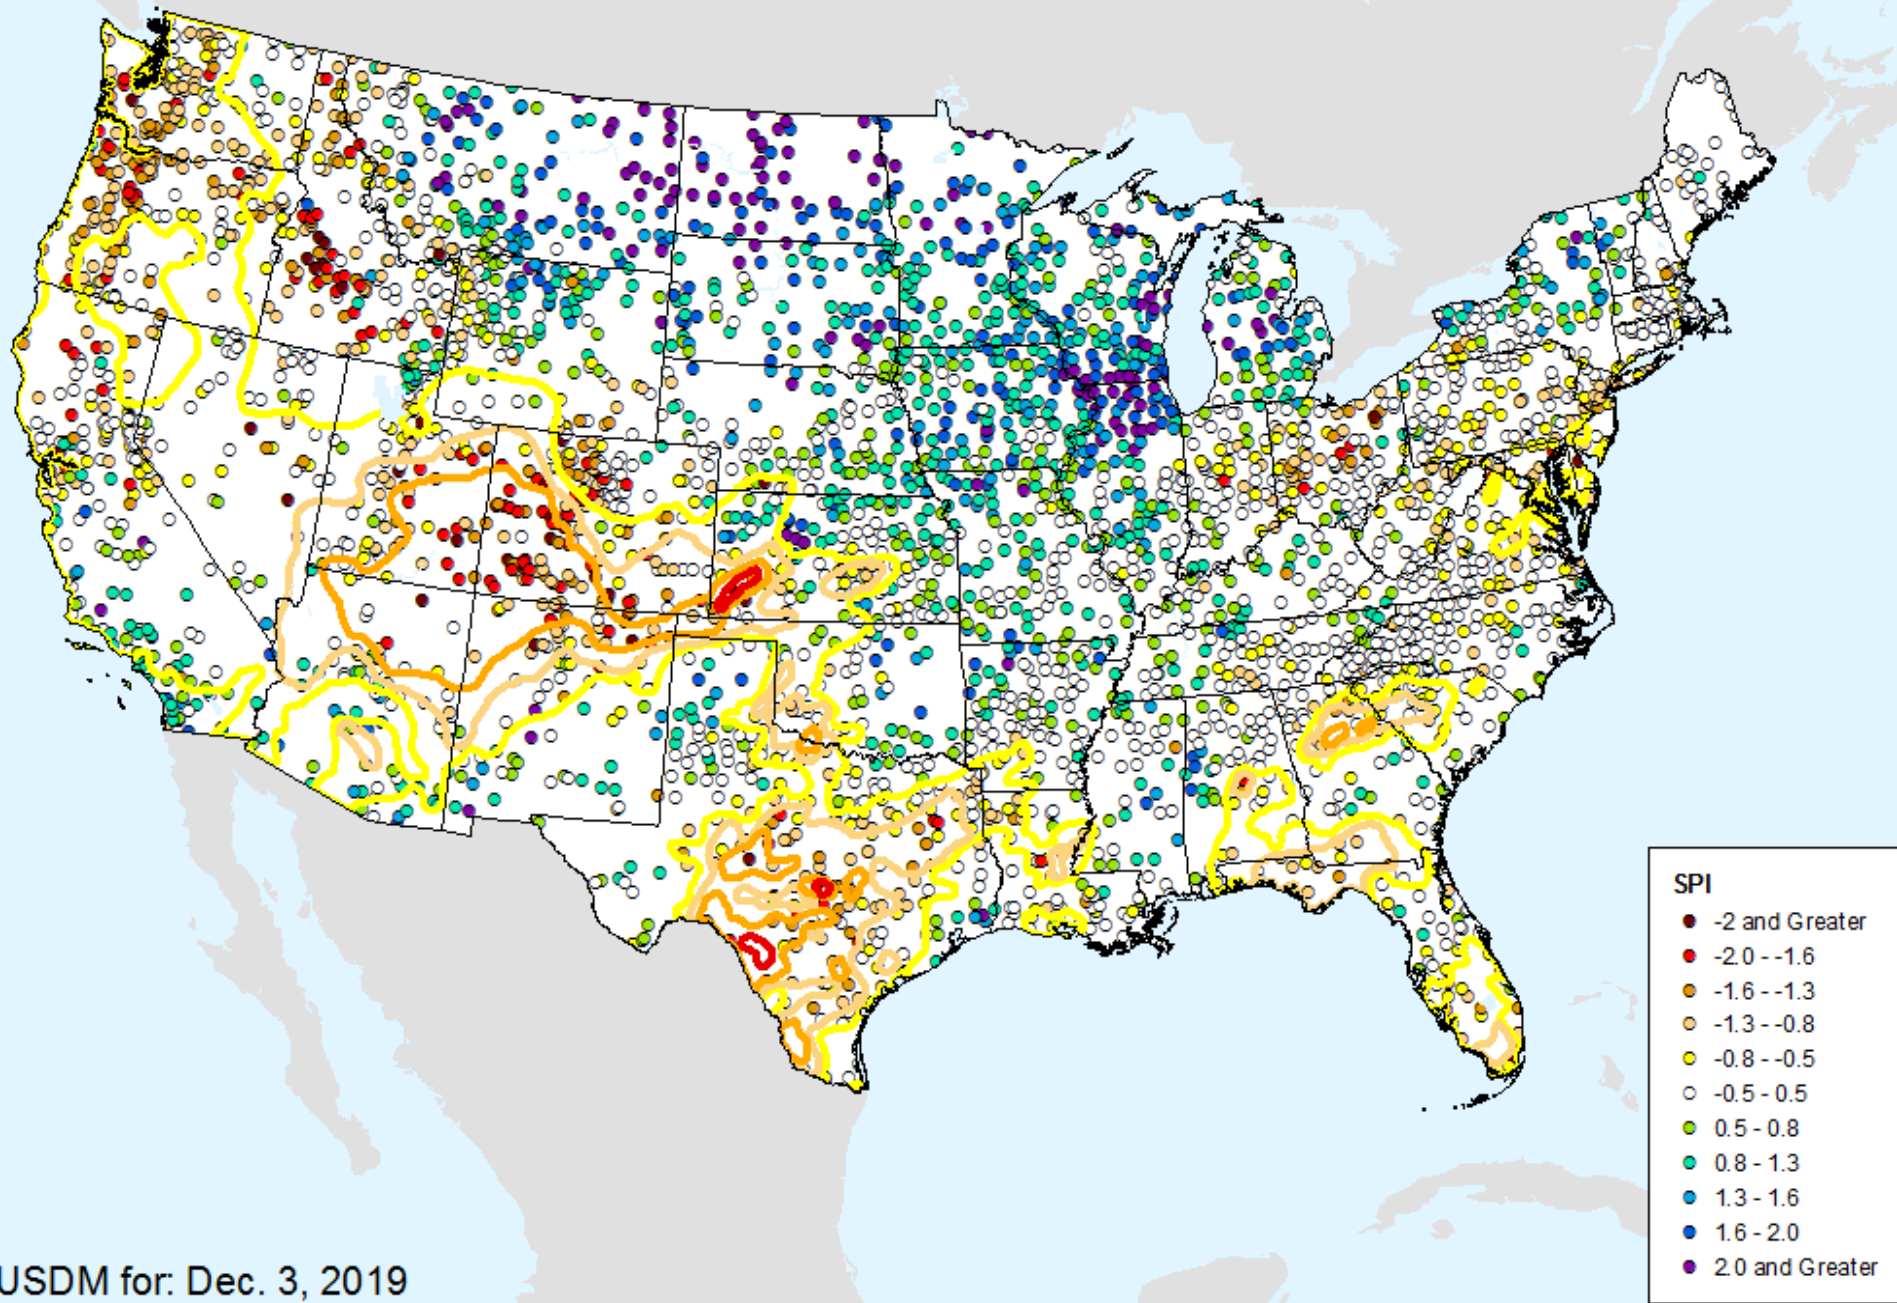 SPI
-2 and Greater
-2.0 - -1.6
-1.6 - -1.3
-1.3 - -0.8
-0.8 - -0.5
-0.5 - 0.5
0.5 - 0.8
0.8 - 1.3
1.3 - 1.6
1.6 - 2.0
2.0 and Greater
USDM for: Dec. 3, 2019